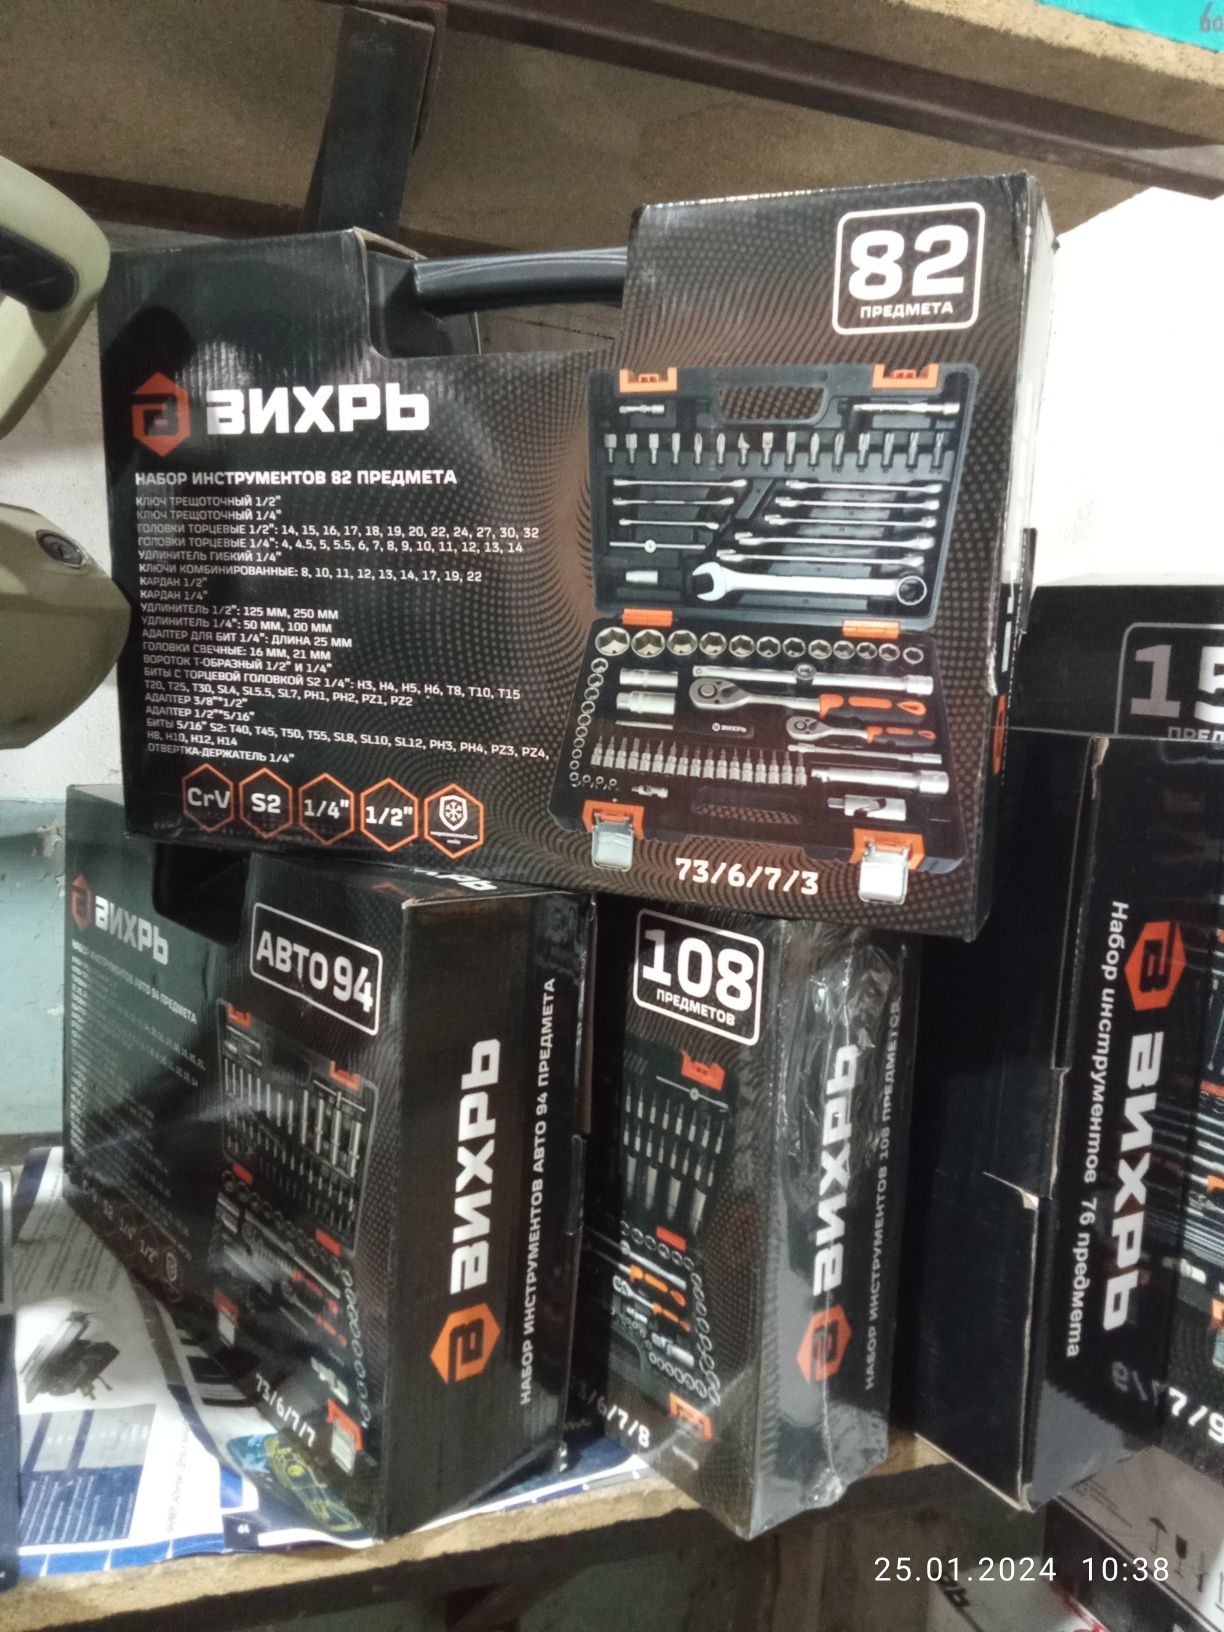 82
ПРЕДМЕТА
ВИХРЬ
НАБОР ИНСТРУМЕНТОВ 82 ПРЕДМЕТА
КЛЮЧ ТРЕЩОТОЧНЫЙ 1/2"
КЛЮЧ ТРЕЩОТОЧНЫЙ 1/4"
ГОЛОВКИ ТОРЦЕВЫЕ 1/2": 14, 15, 16, 17, 18, 19, 20, 22, 24, 27, 30, 32
ГОЛОВКИ ТОРЦЕВЫЕ 1/4": 4, 4.5, 5, 5.5, 6, 7, 8, 9, 10, 11, 12, 13, 14
УДЛИНИТЕЛЬ ГИБКИЙ 1/4"
КЛЮЧИ КОМБИНИРОВАННЫЕ: 8, 10, 11, 12, 13, 14, 17, 19, 22
КАРДАН 1/2"
КАРДАН 1/4"
УДЛИНИТЕЛЬ 1/2": 125 ММ, 250 ММ
УДЛИНИТЕЛЬ 1/4": 50 ММ, 100 ММ
АДАПТЕР ДЛЯ БИТ 1/4": ДЛИНА 25 ММ
ГОЛОВКИ СВЕЧНЫЕ: 16 ММ, 21 ММ
ВОРОТОК Т-ОБРАЗНЫЙ 1/2" И 1/4"
БИТЫ С ТОРЦЕВОЙ ГОЛОВКОЙ S2 1/4": H3, H4, H5, H6, T8, T10, T15
T20, T25, T30, SL4, SL5.5, SL7, PH1, PH2, PZ1, PZ2
АДАПТЕР 3/8"*1/2"
АДАПТЕР 1/2"*5/16"
БИТЫ 5/16" S2: T40, T45, T50, T55, SL8, SL10, SL12, PH3, PH4, PZ3, PZ4,
H8, H10, H12, H14
ОТВЕРТКА-ДЕРЖАТЕЛЬ 1/4"
CrV S2 1/4" 1/2"
морозостойкий
кейс
ВИХРЬ
73/6/7/3
ВИХРЬ
НАБОР ИНСТРУМЕНТОВ АВТО 94 ПРЕДМЕТА
АВТО 94
73/6/7/7
ВИХРЬ
НАБОР ИНСТРУМЕНТОВ АВТО 94 ПРЕДМЕТА
108
ПРЕДМЕТОВ
73/6/7/8
ВИХРЬ
НАБОР ИНСТРУМЕНТОВ 108 ПРЕДМЕТОВ
Набор инструментов 76 предмета
ВИХРЬ
25.01.2024 10:38